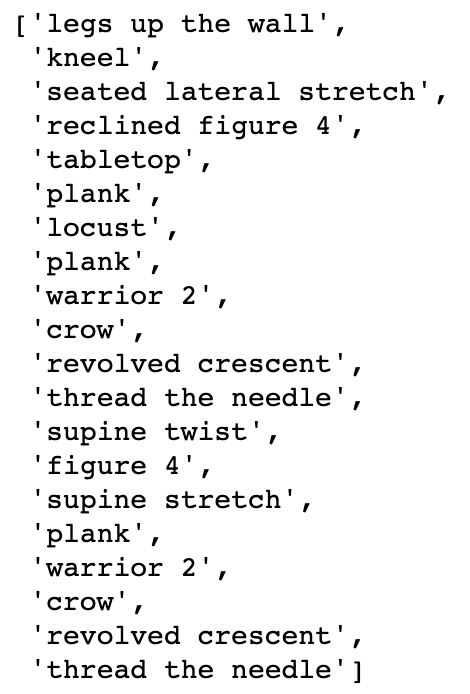 ['legs up the wall',
'kneel',
'seated lateral stretch',
'reclined figure 4',
'tabletop',
'plank',
'locust',
'plank',
'warrior 2',
'crow',
'revolved crescent',
'thread the needle',
'supine twist',
'figure 4',
'supine stretch',
'plank',
'warrior 2',
'crow',
'revolved crescent',
'thread the needle']